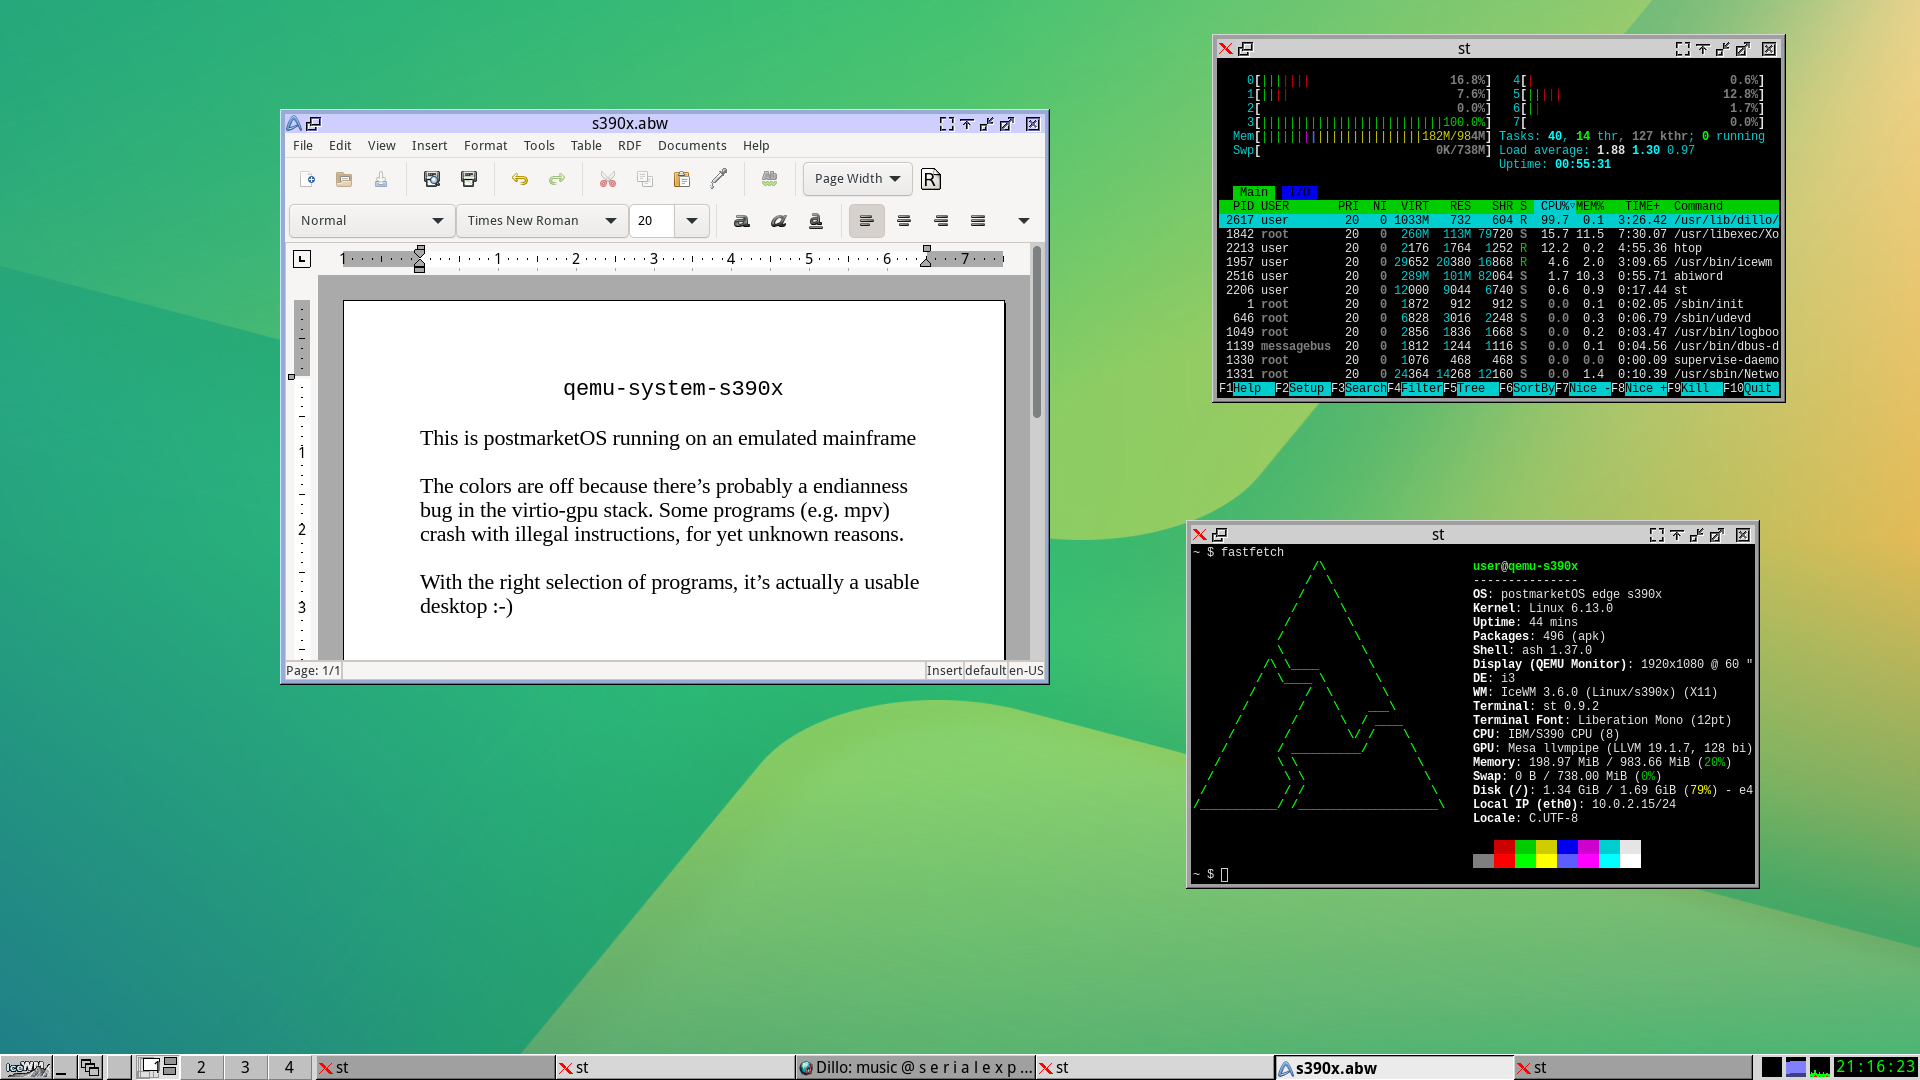 s390x.abw
File Edit View Insert Format Tools Table RDF Documents Help
Page Width
Normal Times New Roman 20
1 1 2 3 4 5 6 7
qemu-system-s390x
This is postmarketOS running on an emulated mainframe
The colors are off because there’s probably a endianness
bug in the virtio-gpu stack. Some programs (e.g. mpv)
crash with illegal instructions, for yet unknown reasons.
With the right selection of programs, it’s actually a usable
desktop :-)
1
2
3
Page: 1/1 Insert default en-US
st
0[||||||| 16.8%] 4[| 0.6%]
1[|||| 7.6%] 5[||||| 12.8%]
2[ 0.0%] 6[|| 1.7%]
3[||||||||||||||||||||||||||100.0%] 7[ 0.0%]
Mem[|||||||||||||||||||||||182M/984M] Tasks: 40, 14 thr, 127 kthr; 0 running
Swp[ 0K/738M] Load average: 1.88 1.30 0.97
Uptime: 00:55:31
Main I/O
PID USER PRI NI VIRT RES SHR S CPU%▽MEM% TIME+ Command
2617 user 20 0 1033M 732 604 R 99.7 0.1 3:26.42 /usr/lib/dillo/
1842 root 20 0 260M 113M 79720 S 15.7 11.5 7:30.07 /usr/libexec/Xo
2213 user 20 0 2176 1764 1252 R 12.2 0.2 4:55.36 htop
1957 user 20 0 29652 20380 16868 R 4.6 2.0 3:09.65 /usr/bin/icewm
2516 user 20 0 289M 101M 82064 S 1.7 10.3 0:55.71 abiword
2206 user 20 0 12000 9044 6740 S 0.6 0.9 0:17.44 st
1 root 20 0 1872 912 912 S 0.0 0.1 0:02.05 /sbin/init
646 root 20 0 6828 3016 2248 S 0.0 0.3 0:06.79 /sbin/udevd
1049 root 20 0 2856 1836 1668 S 0.0 0.2 0:03.47 /usr/bin/logboo
1139 messagebus 20 0 1812 1244 1116 S 0.0 0.1 0:04.56 /usr/bin/dbus-d
1330 root 20 0 1076 468 468 S 0.0 0.0 0:00.09 supervise-daemo
1331 root 20 0 24364 14268 12160 S 0.0 1.4 0:10.39 /usr/sbin/Netwo
F1Help F2Setup F3SearchF4FilterF5Tree F6SortByF7Nice -F8Nice +F9Kill F10Quit
st
~ $ fastfetch
user@qemu-s390x
---------------
OS: postmarketOS edge s390x
Kernel: Linux 6.13.0
Uptime: 44 mins
Packages: 496 (apk)
Shell: ash 1.37.0
Display (QEMU Monitor): 1920x1080 @ 60 "
DE: i3
WM: IceWM 3.6.0 (Linux/s390x) (X11)
Terminal: st 0.9.2
Terminal Font: Liberation Mono (12pt)
CPU: IBM/S390 CPU (8)
GPU: Mesa llvmpipe (LLVM 19.1.7, 128 bi)
Memory: 198.97 MiB / 983.66 MiB (20%)
Swap: 0 B / 738.00 MiB (0%)
Disk (/): 1.34 GiB / 1.69 GiB (79%) - e4
Local IP (eth0): 10.0.2.15/24
Locale: C.UTF-8
~ $
IceWM 2 3 4 st st Dillo: music @ s e r i a l e x p ... st s390x.abw st 21:16:23